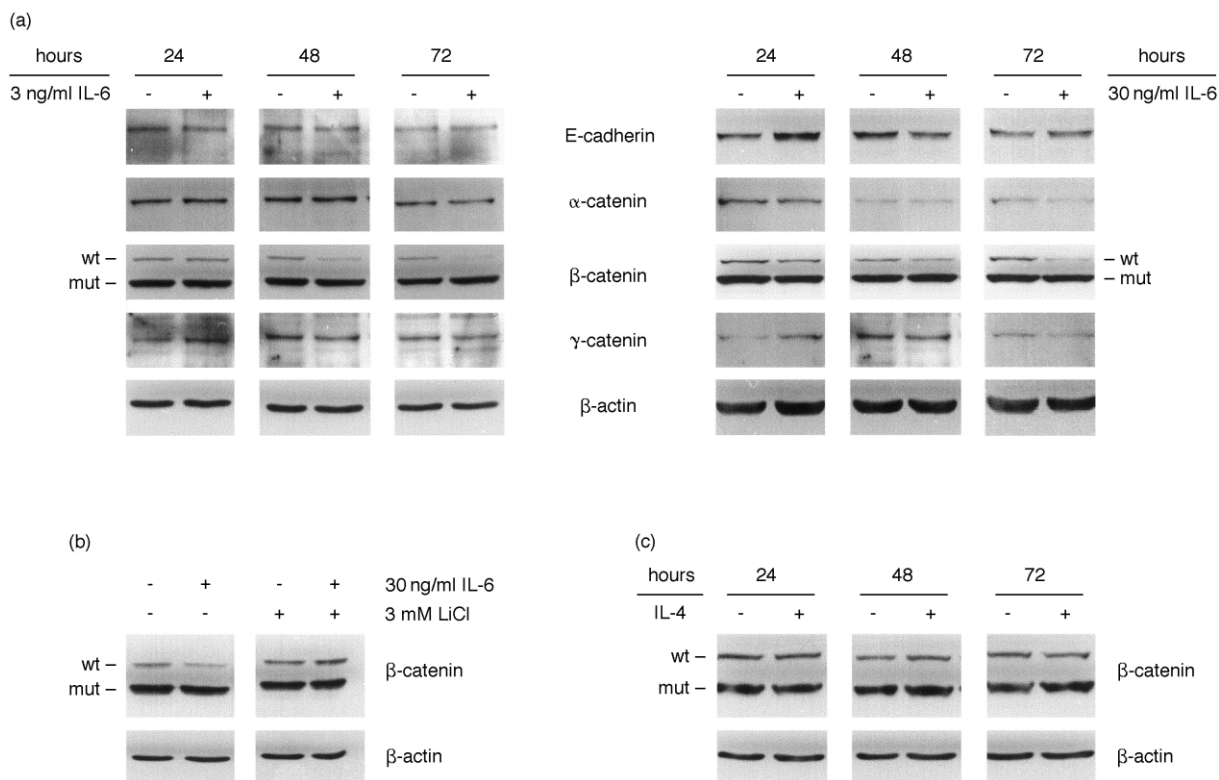 (a)
hours 24 48 72 24 48 72 hours
3 ng/ml IL-6 - + - + - + - + - + - + 30 ng/ml IL-6
E-cadherin
α-catenin
wt – – wt
mut – β-catenin – mut
γ-catenin
β-actin
(b) (c)
- + - + 30 ng/ml IL-6
- - + + 3 mM LiCl
wt –
mut – β-catenin
β-actin
hours 24 48 72
IL-4 - + - + - +
wt –
mut – β-catenin
β-actin